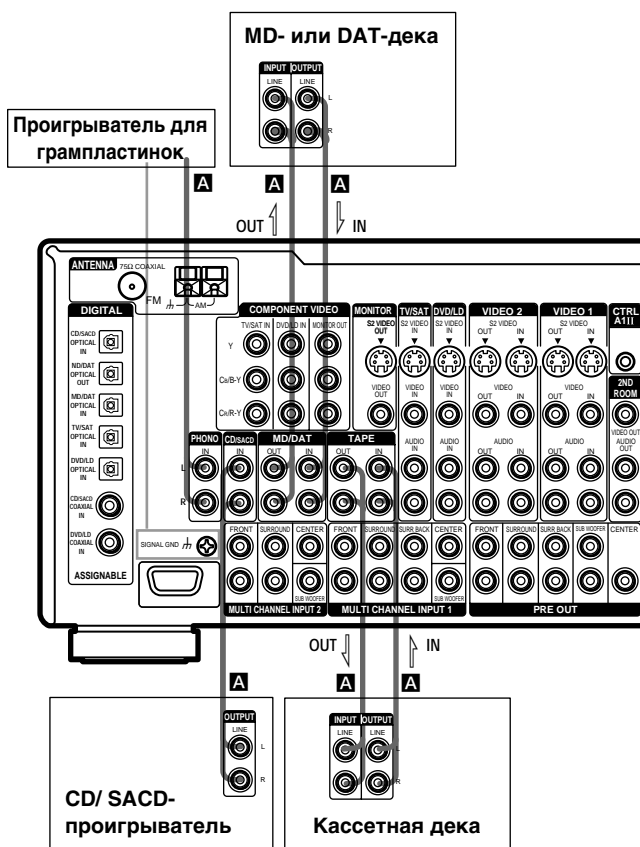 MD- или DAT-дека
INPUT OUTPUT
LINE LINE
L
R
Проигрыватель для
грампластинок
A
A
A
OUT
IN
ANTENNA
75Ω COAXIAL
FM
AM
DIGITAL
CD/SACD
OPTICAL
IN
MD/DAT
OPTICAL
OUT
MD/DAT
OPTICAL
IN
TV/SAT
OPTICAL
IN
DVD/LD
OPTICAL
IN
CD/SACD
COAXIAL
IN
DVD/LD
COAXIAL
IN
ASSIGNABLE
COMPONENT VIDEO
TV/SAT IN DVD/LD IN MONITOR OUT
Y
CB/B-Y
CR/R-Y
MONITOR
S2 VIDEO
OUT
VIDEO
OUT
TV/SAT
S2 VIDEO
IN
VIDEO
IN
AUDIO
IN
DVD/LD
S2 VIDEO
IN
VIDEO
IN
AUDIO
IN
VIDEO 2
OUT S2 VIDEO IN
VIDEO
OUT IN
AUDIO
OUT IN
VIDEO 1
OUT S2 VIDEO IN
VIDEO
OUT IN
AUDIO
OUT IN
CTRL
A1II
2ND
ROOM
VIDEO OUT
AUDIO
OUT
PHONO
IN
CD/SACD
IN
MD/DAT
OUT IN
TAPE
OUT IN
L
R
SIGNAL GND
FRONT SURROUND CENTER
SUB WOOFER
MULTI CHANNEL INPUT 2
FRONT SURROUND SURR BACK CENTER
SUB WOOFER
MULTI CHANNEL INPUT 1
FRONT SURROUND SURR BACK SUB WOOFER CENTER
PRE OUT
OUT
IN
A
A
A
OUTPUT
LINE
L
R
CD/ SACD-
проигрыватель
INPUT OUTPUT
LINE LINE
L
R
Кассетная дека